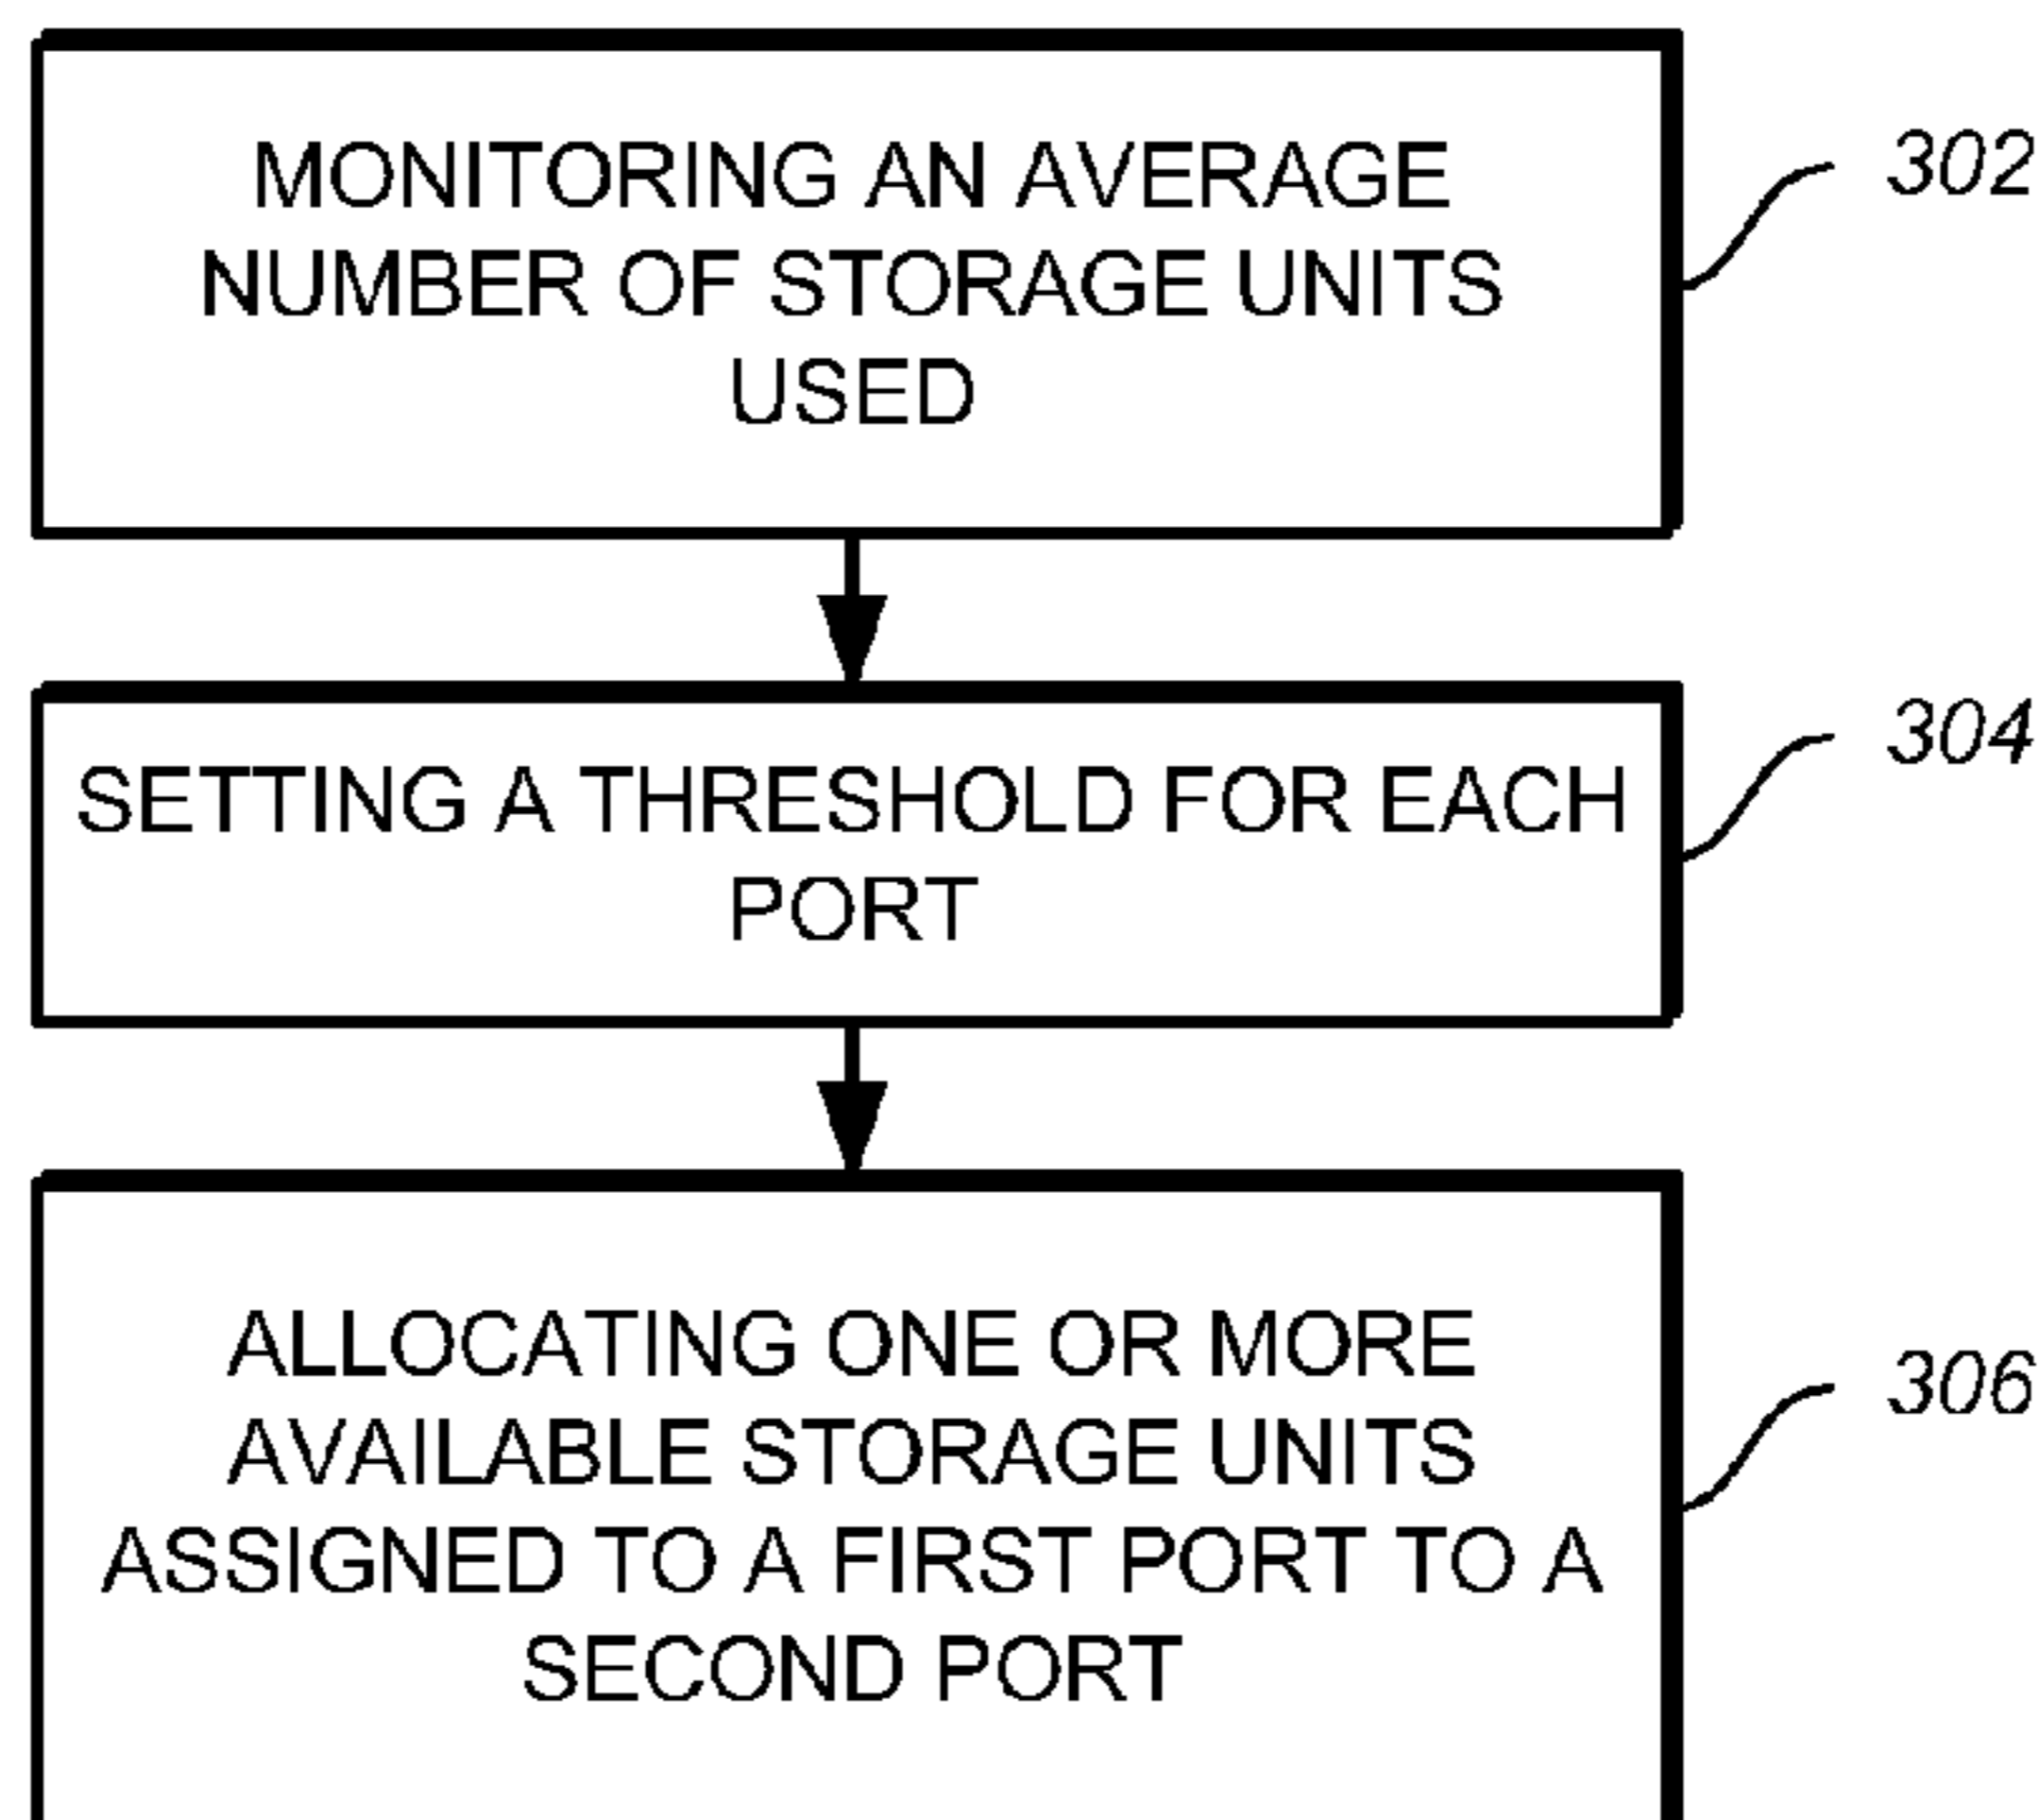 MONITORING AN AVERAGE
NUMBER OF STORAGE UNITS
USED
302
SETTING A THRESHOLD FOR EACH
PORT
304
ALLOCATING ONE OR MORE
AVAILABLE STORAGE UNITS
ASSIGNED TO A FIRST PORT TO A
SECOND PORT
306